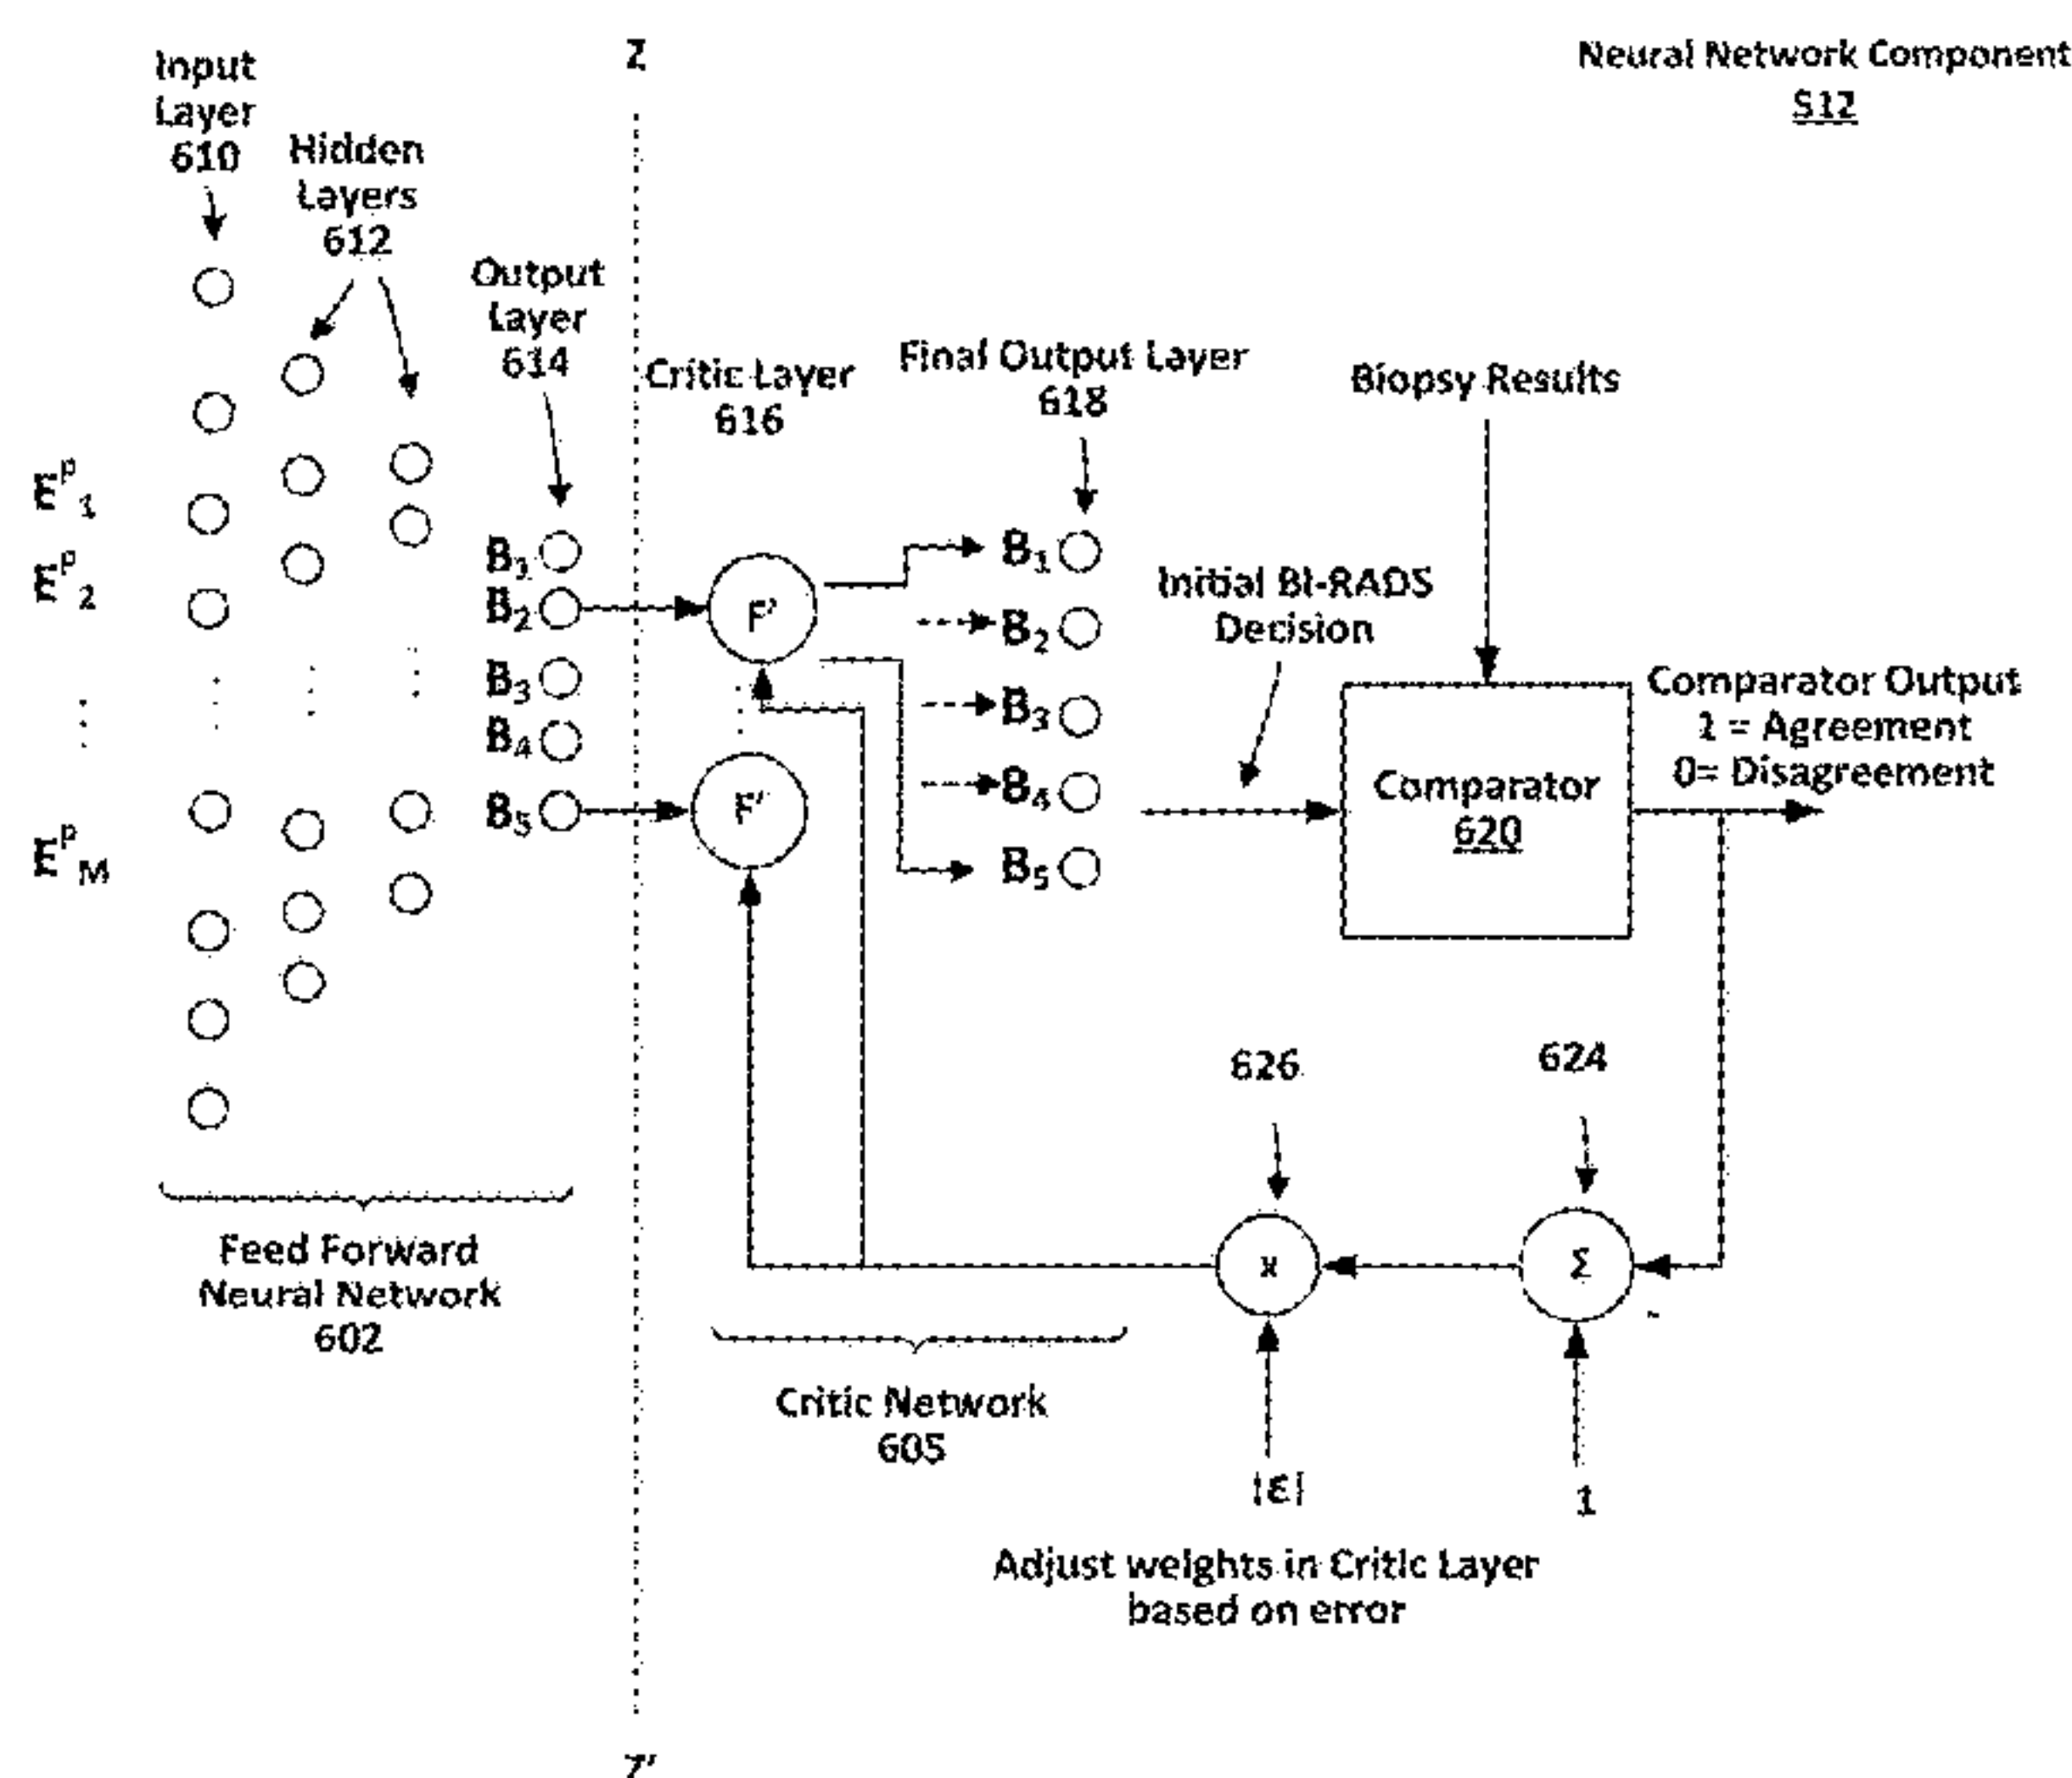 Neural Network Component
512
Z
Input
Layer
610
Hidden
Layers
612
Output
Layer
614
Critic Layer
616
Final Output Layer
618
Biopsy Results
E^p_1
E^p_2
E^p_M
B1
B2
B3
B4
B5
F'
F'
B1
B2
B3
B4
B5
Initial BI-RADS
Decision
Comparator
620
Comparator Output
1 = Agreement
0= Disagreement
626
624
x
Σ
-
|ε|
1
Adjust weights in Critic Layer
based on error
Feed Forward
Neural Network
602
Critic Network
605
Z'